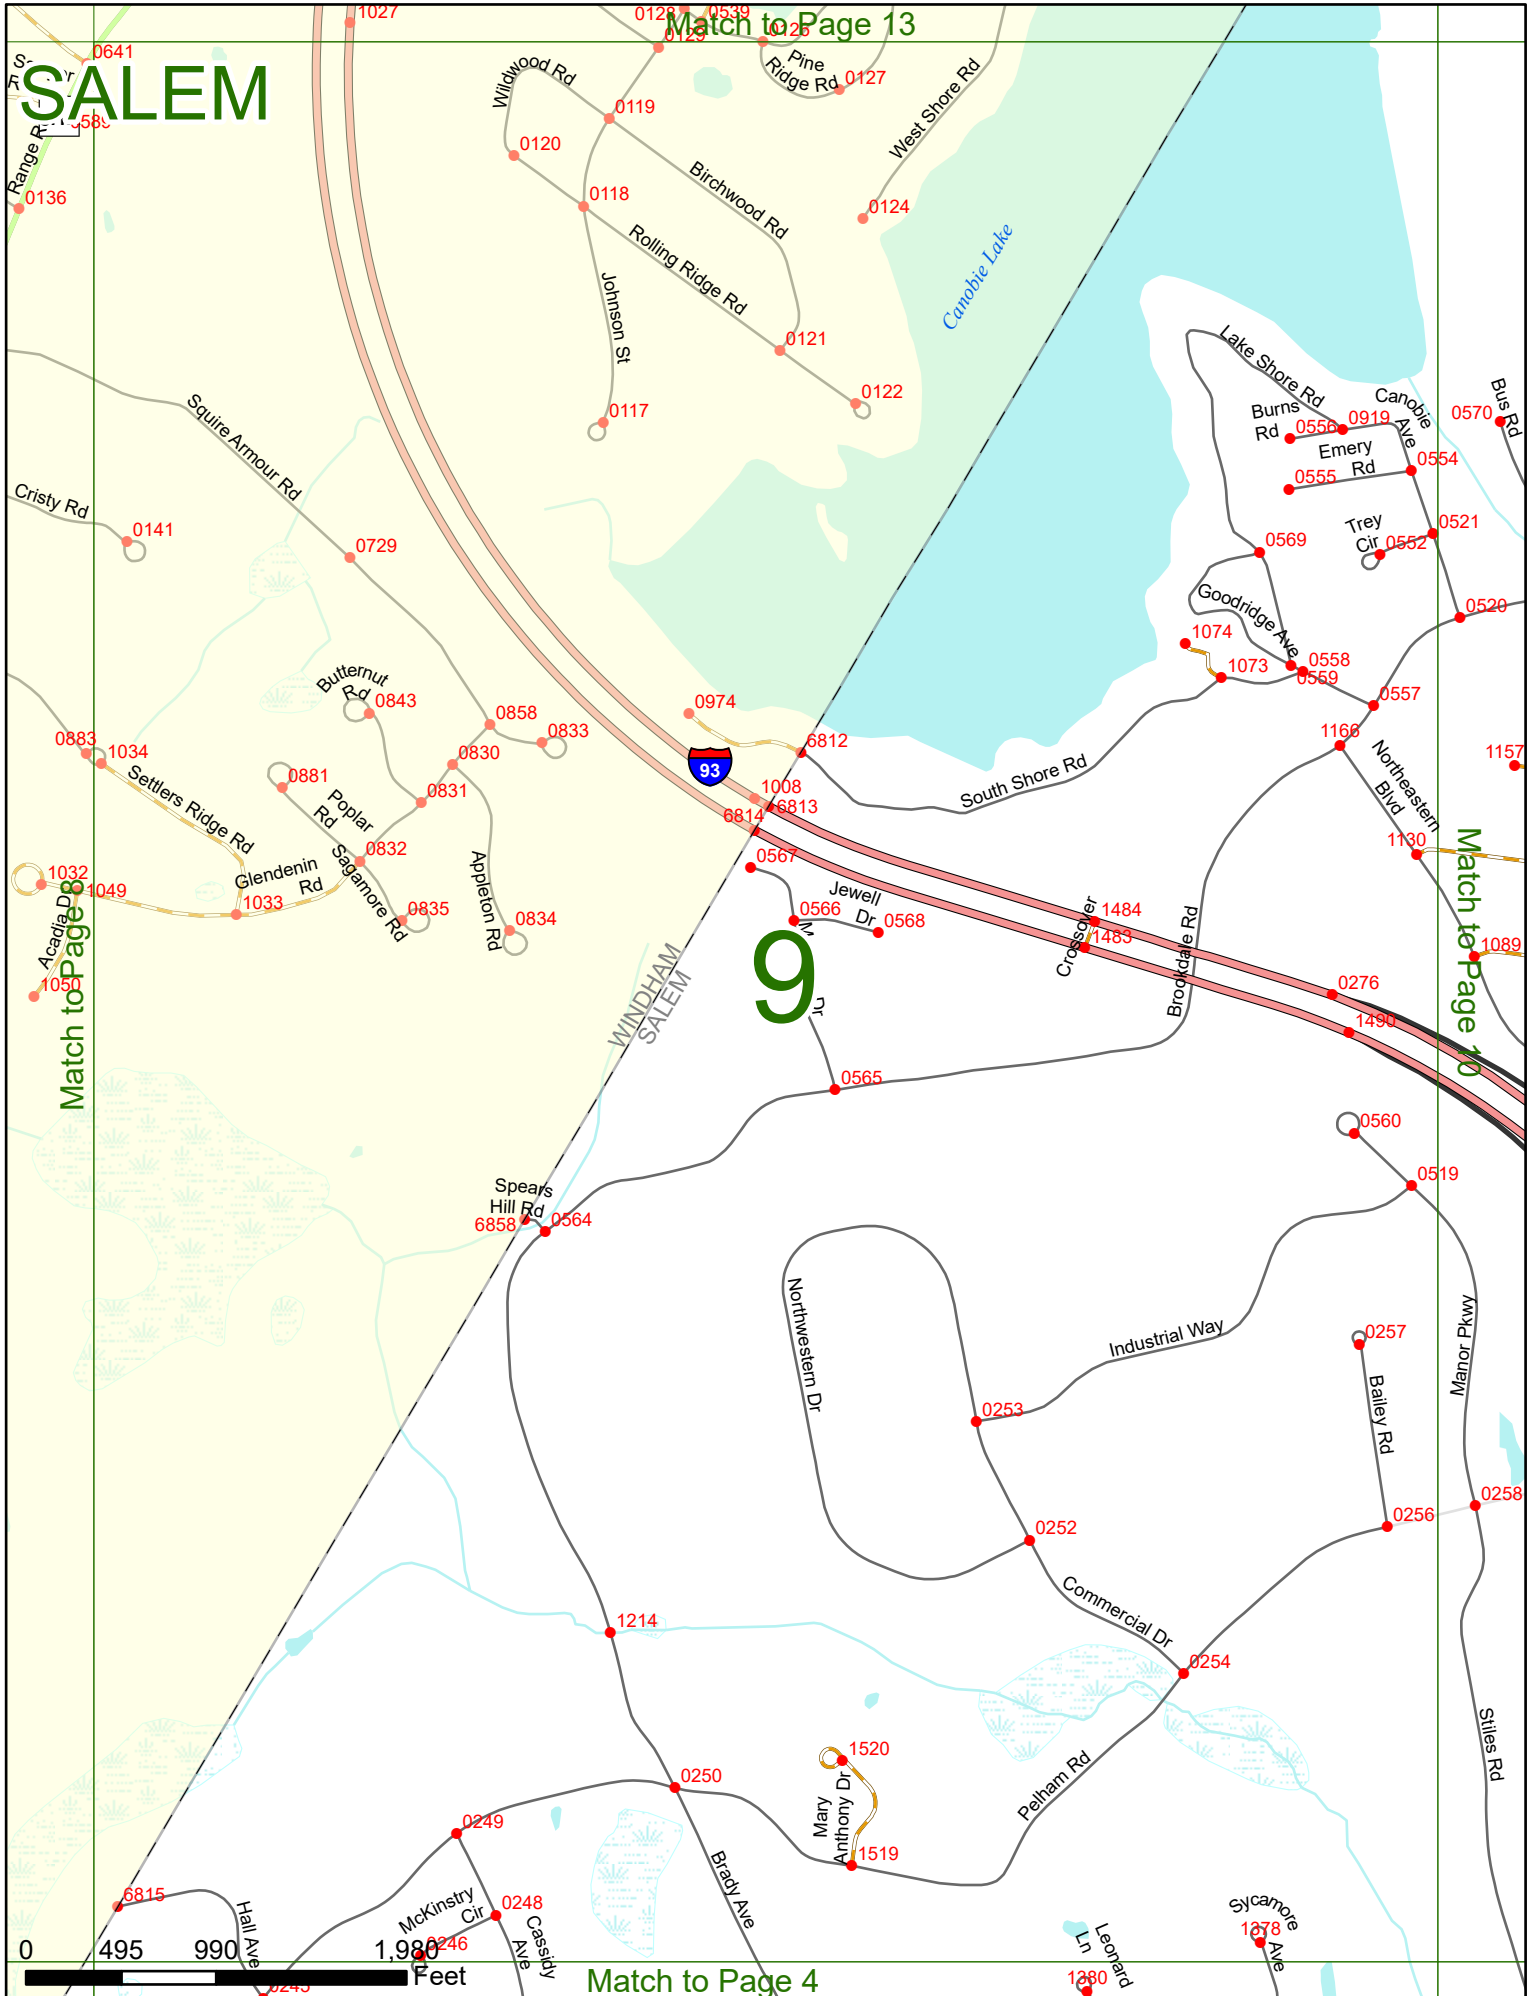 1027
0128
0539
Match to Page 13
0129
0126
0641
SALEM
Pine
Ridge Rd
0127
Wildwood Rd
West Shore Rd
0119
0120
Range Rd
0136
0118
Birchwood Rd
0124
Rolling Ridge Rd
Canobie Lake
Johnson St
0121
0122
0117
Lake Shore Rd
Canobie
Ave
Bus Rd
0570
Burns
Rd
0556
0919
Emery
Rd
0554
0555
Squire Armour Rd
Cristy Rd
0141
0729
Trey
Cir
0552
0521
0569
Goodridge Ave
0520
1074
0558
0559
1073
0557
Butternut
Rd
0843
0974
0858
0833
0883
1034
0830
6812
1166
Northeastern
Blvd
1157
93
0881
Settlers Ridge Rd
Poplar
Rd
0831
1008
6813
South Shore Rd
6814
1130
0832
0567
Match to Page 10
1032
1049
Glendenin
Rd
Sagamore Rd
Appleton Rd
Jewell
Dr
0566
0568
1033
0835
0834
Acadia Dr
Match to Page 8
1050
M
9
Dr
Crossover
1484
1483
Brookdale Rd
1089
WINDHAM
SALEM
0276
1490
0565
0560
0519
Spears
Hill Rd
6858
0564
Northwestern Dr
Industrial Way
Manor Pkwy
0257
Bailey Rd
0253
0258
0256
0252
Commercial Dr
1214
0254
Stiles Rd
1520
Mary
Anthony Dr
Pelham Rd
0250
0249
1519
Brady Ave
6815
Hall Ave
McKinstry
Cir
0248
Cassidy
Ave
0246
Sycamore
Ave
1378
Leonard
Ln
1380
0 495 990 1,980
Feet
0245
Match to Page 4